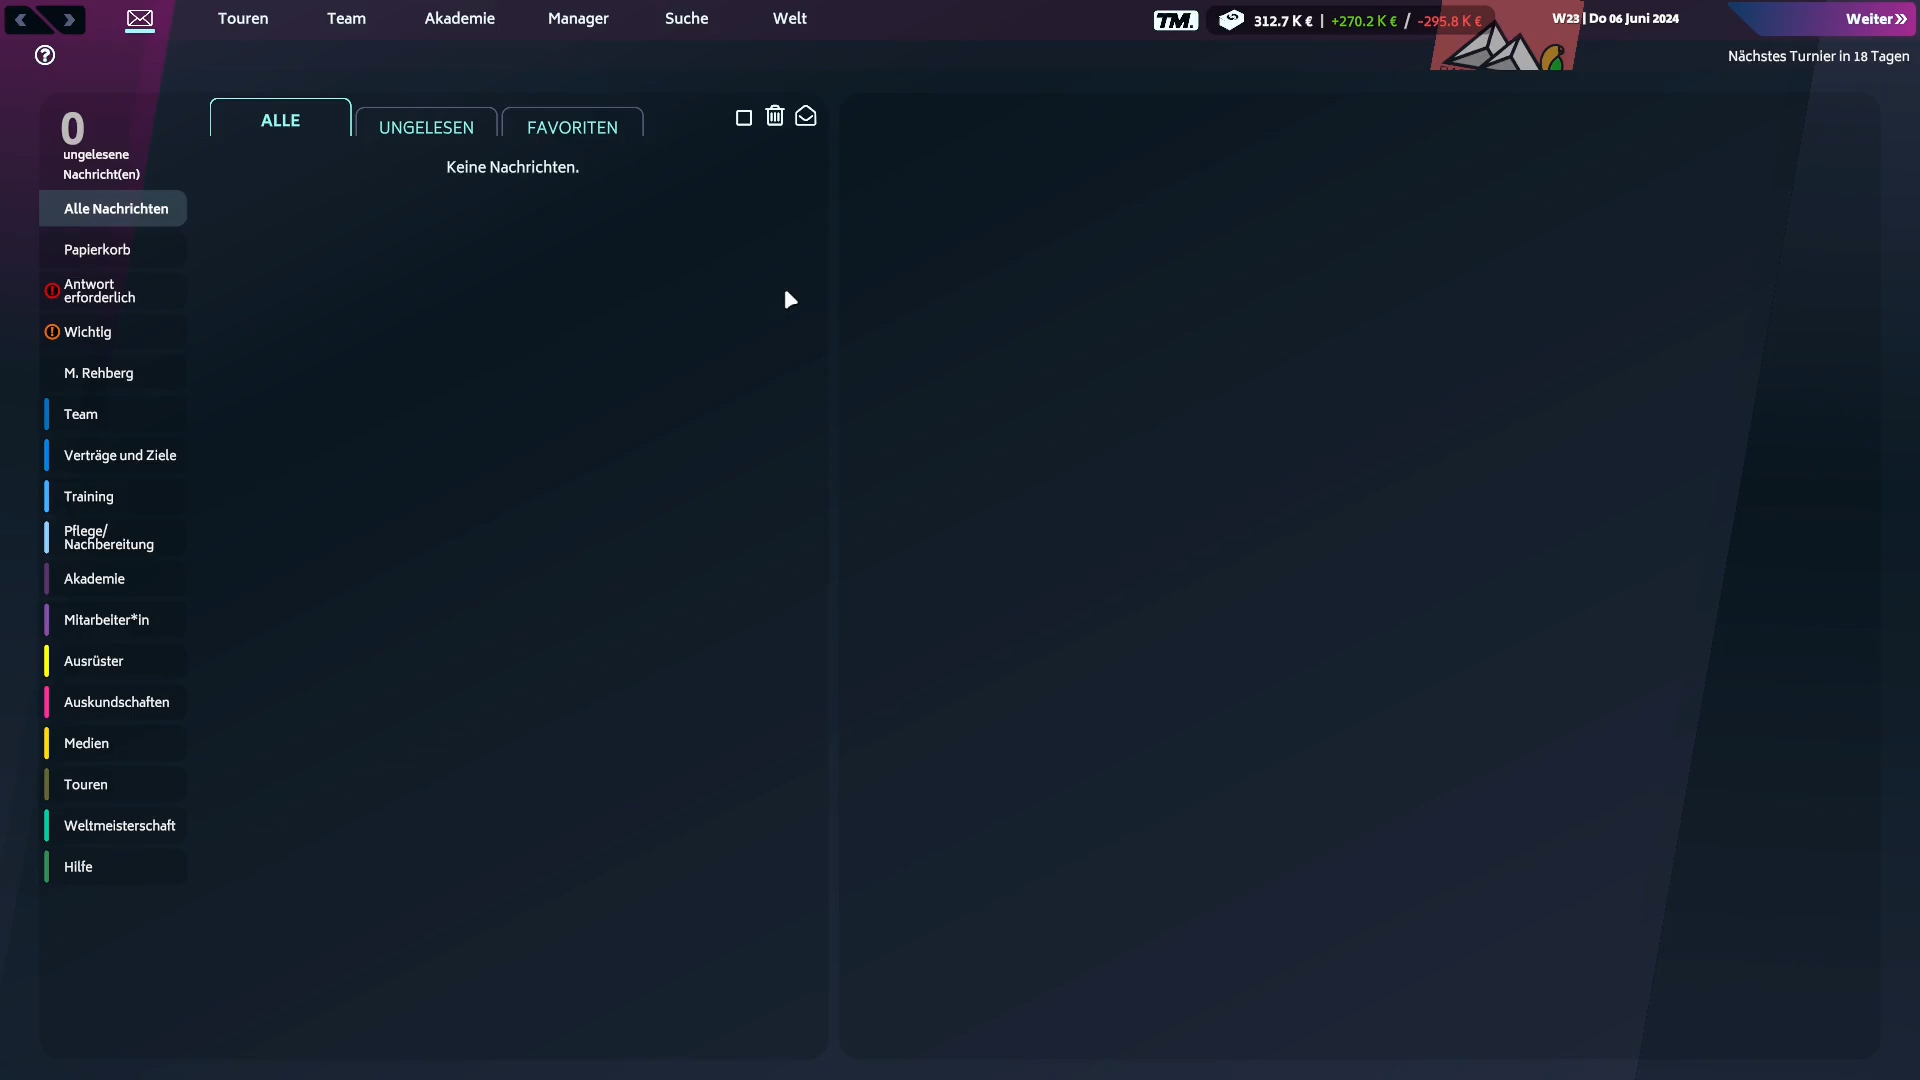 Touren
Team
Akademie
Manager
Suche
Welt
TM.
312.7 K € | +270.2 K € / -295.8 K €
W23 | Do 06 Juni 2024
Weiter
Nächstes Turnier in 18 Tagen
0
ungelesene
Nachricht(en)
ALLE
UNGELESEN
FAVORITEN
Keine Nachrichten.
Alle Nachrichten
Papierkorb
Antwort
erforderlich
Wichtig
M. Rehberg
Team
Verträge und Ziele
Training
Pflege/
Nachbereitung
Akademie
Mitarbeiter*in
Ausrüster
Auskundschaften
Medien
Touren
Weltmeisterschaft
Hilfe